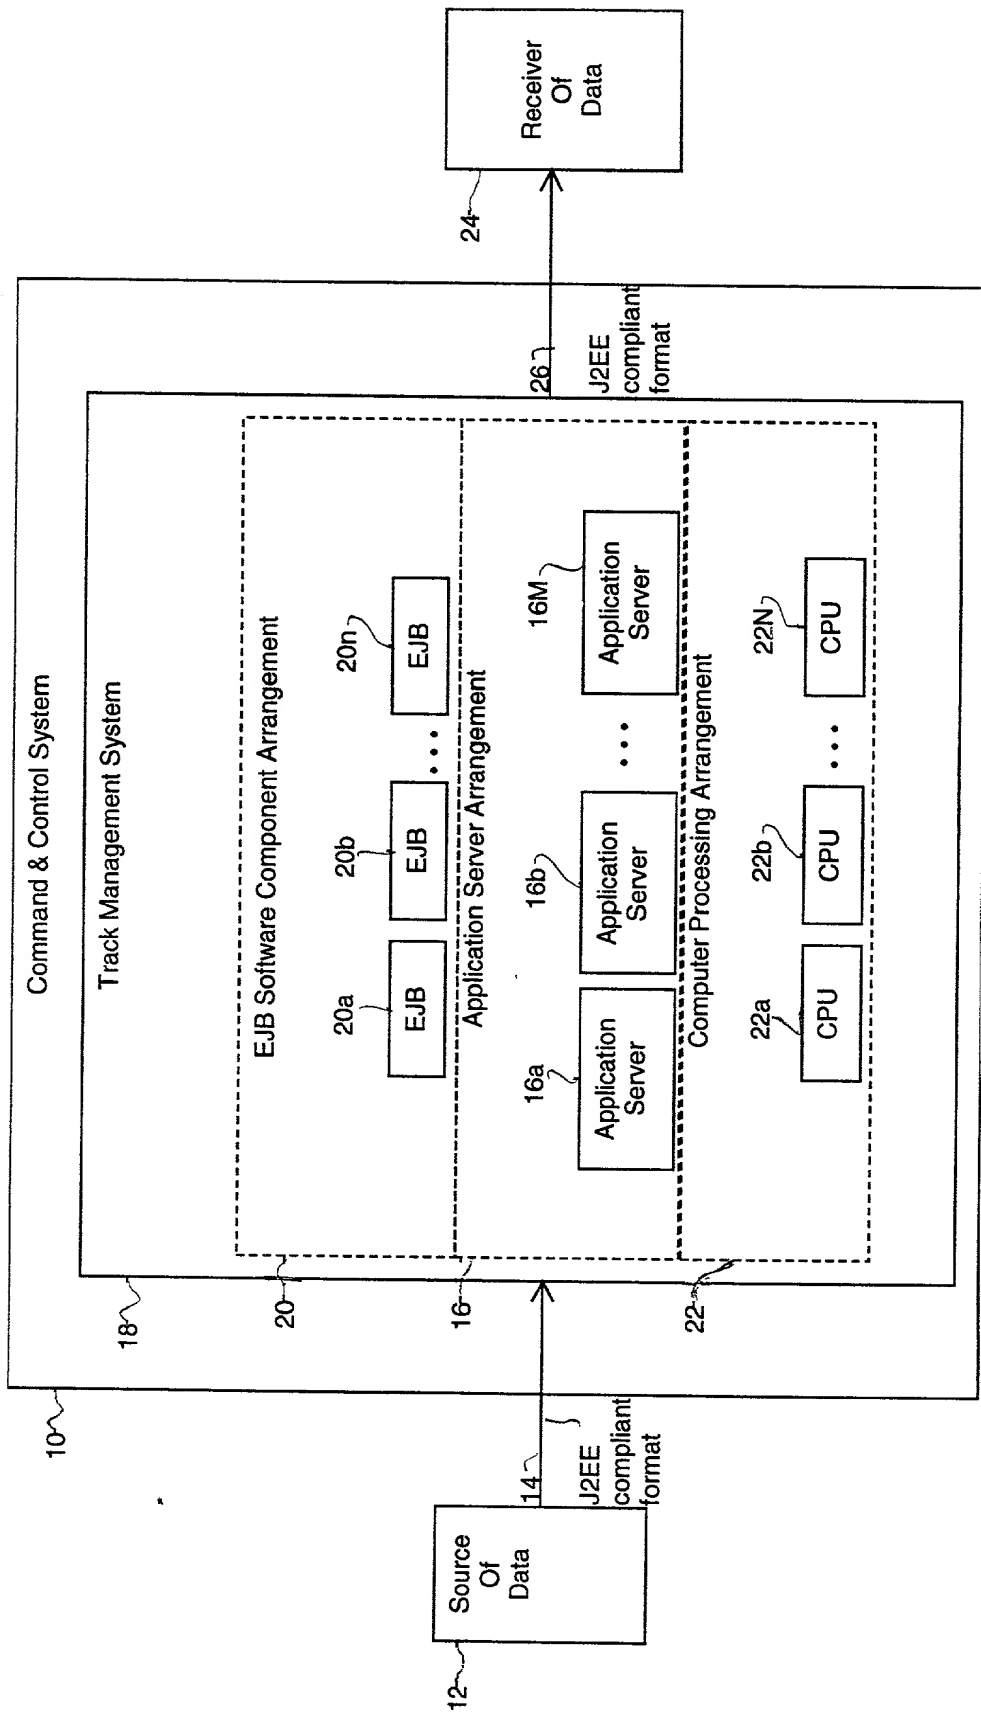 Command & Control System
10
Track Management System
18
EJB Software Component Arrangement
20
20a
20b
20n
EJB
EJB
• • •
EJB
Application Server Arrangement
16
16a
16b
16M
Application
Server
Application
Server
• • •
Application
Server
Computer Processing Arrangement
22
22a
22b
22N
CPU
CPU
• • •
CPU
12
Source
Of
Data
14
J2EE
compliant
format
26
J2EE
compliant
format
24
Receiver
Of
Data